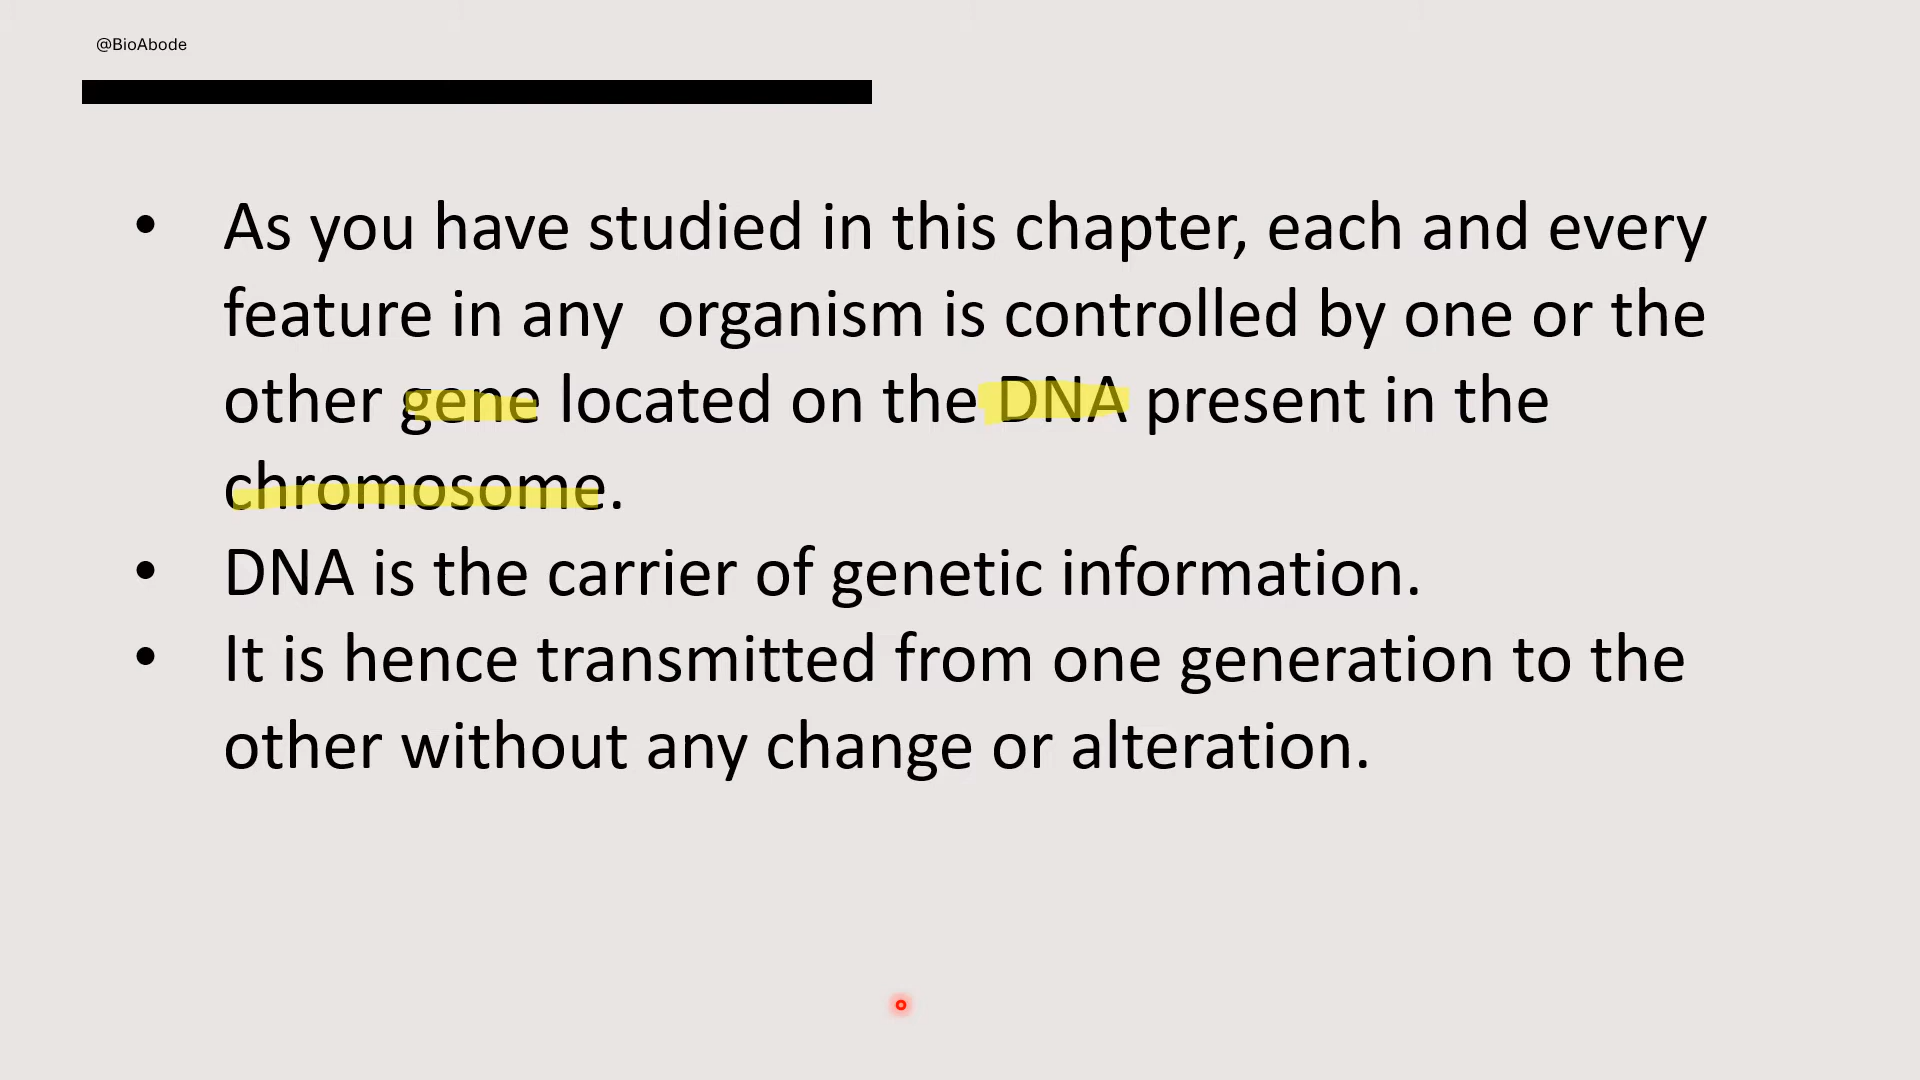 @BioAbode
• As you have studied in this chapter, each and every
feature in any  organism is controlled by one or the
other gene located on the DNA present in the
chromosome.
• DNA is the carrier of genetic information.
• It is hence transmitted from one generation to the
other without any change or alteration.